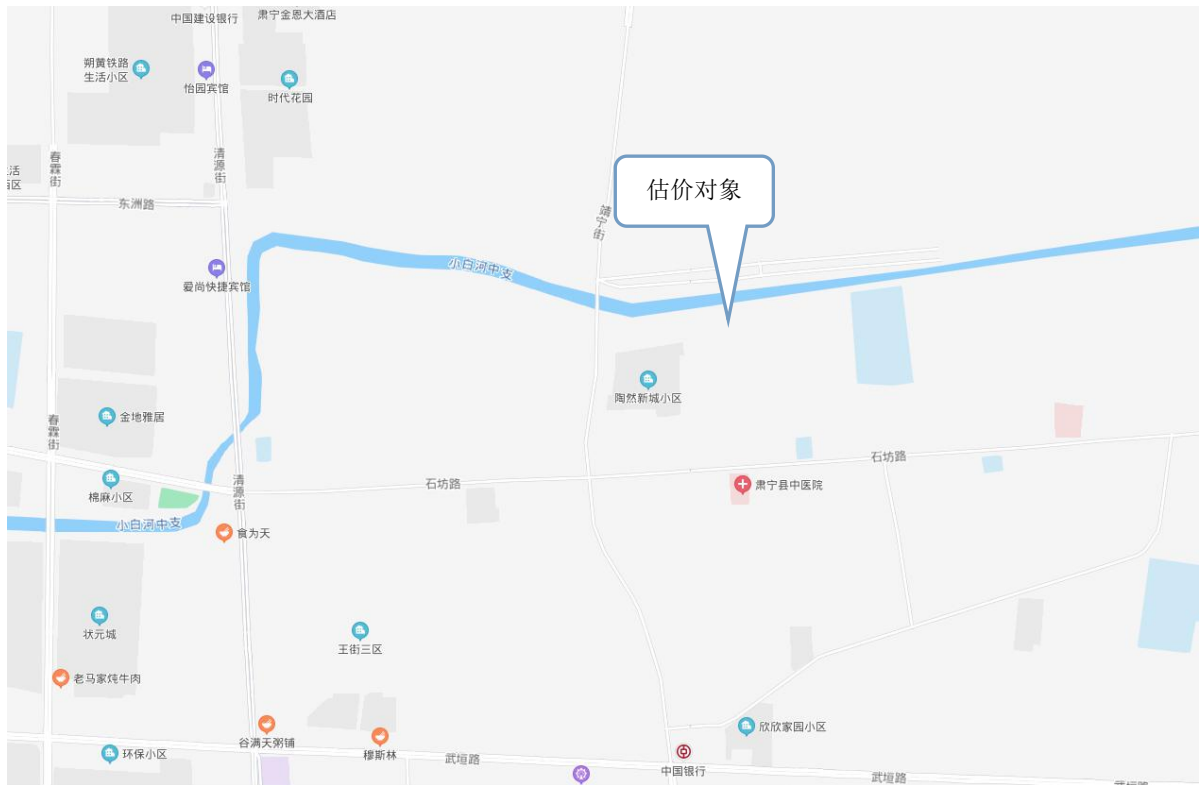 中国建设银行
肃宁金恩大酒店
朔黄铁路
生活小区
怡园宾馆
时代花园
春霖街
清源街
活
区
东洲路
估价对象
靖宁街
小白河中支
爱尚快捷宾馆
陶然新城小区
金地雅居
春霖街
石坊路
棉麻小区
清源街
石坊路
肃宁县中医院
小白河中支
食为天
状元城
王街三区
老马家炖牛肉
欣欣家园小区
谷满天粥铺
穆斯林
环保小区
武垣路
中国银行
武垣路